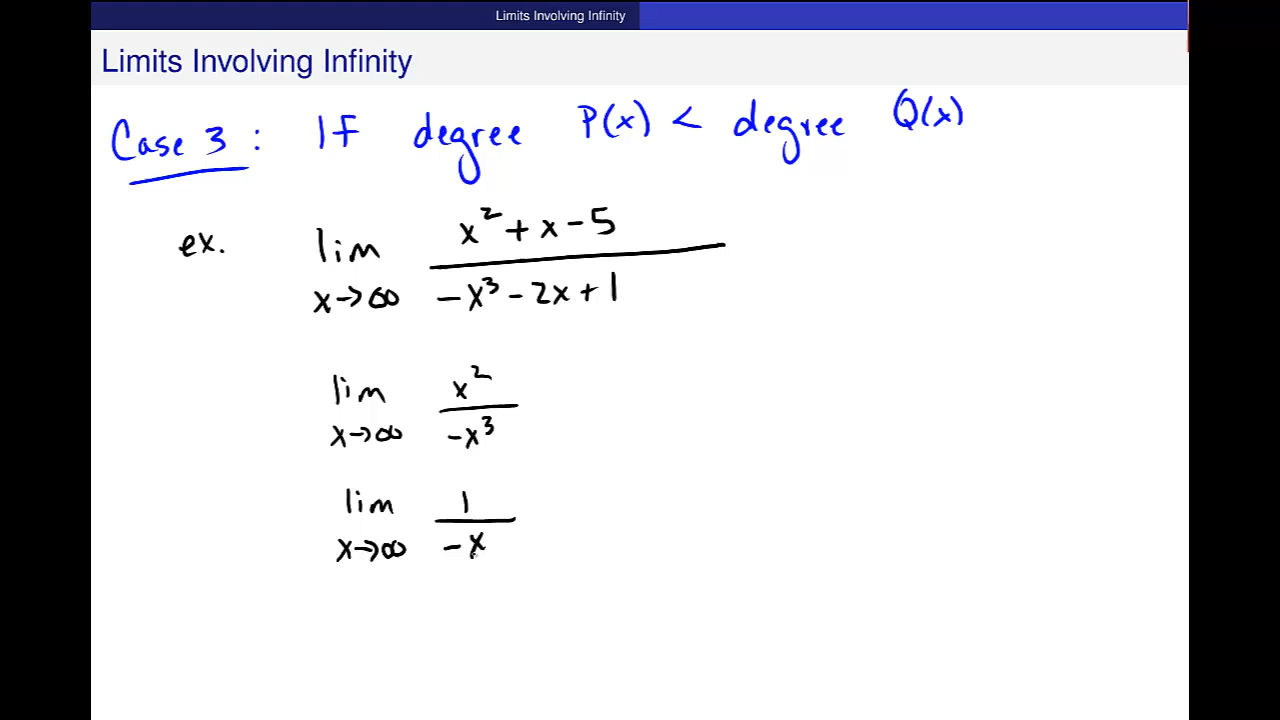 Limits Involving Infinity
Limits Involving Infinity
Case 3: If degree P(x) < degree Q(x)
ex. lim x→∞ (x² + x - 5) / (-x³ - 2x + 1)
lim x→∞ x² / -x³
lim x→∞ 1 / -x